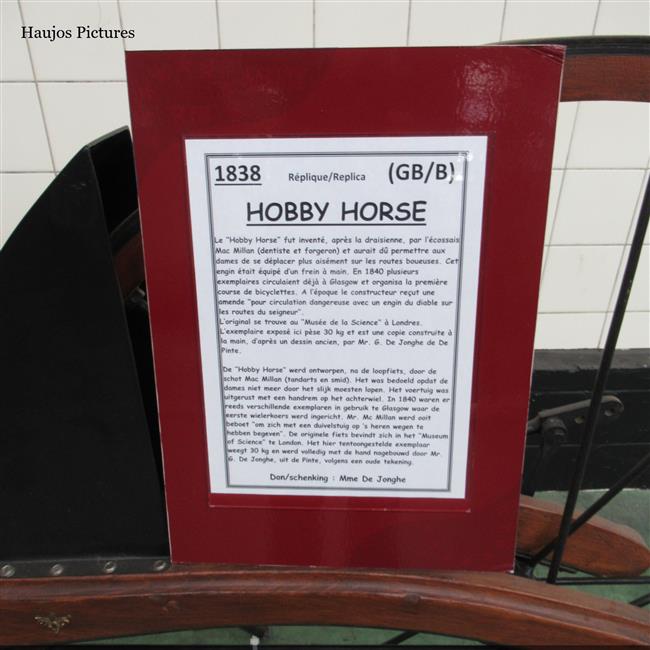 Haujos Pictures
1838 Réplique/Replica (GB/B)
HOBBY HORSE
Le "Hobby Horse" fut inventé, après la draisienne, par l'écossais
Mac Millan (dentiste et forgeron) et aurait dû permettre aux
dames de se déplacer plus aisément sur les routes boueuses. Cet
engin était équipé d'un frein à main. En 1840 plusieurs
exemplaires circulaient déjà à Glasgow et organisa la première
course de bicyclettes. A l'époque le constructeur reçut une
amende "pour circulation dangereuse avec un engin du diable sur
les routes du seigneur".
L'original se trouve au "Musée de la Science" à Londres.
L'exemplaire exposé ici pèse 30 kg et est une copie construite à
la main, d'après un dessin ancien, par Mr. G. De Jonghe de De
Pinte.
De "Hobby Horse" werd ontworpen, na de loopfiets, door de
schot Mac Millan (tandarts en smid). Het was bedoeld opdat de
dames niet meer door het slijk moesten lopen. Het voertuig was
uitgerust met een handrem op het achterwiel. In 1840 waren er
reeds verschillende exemplaren in gebruik te Glasgow waar de
eerste wielerkoers werd ingericht. Mr. Mc Millan werd ooit
beboet "om zich met een duivelstuig op 's heren wegen te
hebben begeven". De originele fiets bevindt zich in het "Museum
of Science" te London. Het hier tentoongestelde exemplaar
weegt 30 kg en werd volledig met de hand nagebouwd door Mr.
G. De Jonghe, uit de Pinte, volgens een oude tekening.
Don/schenking : Mme De Jonghe